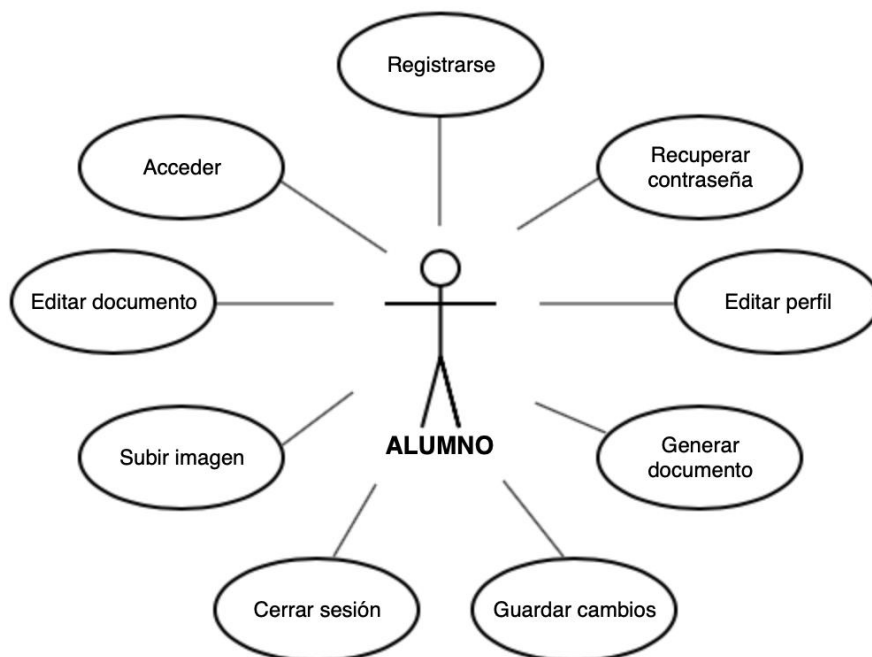 Registrarse
Acceder
Recuperar
contraseña
Editar documento
Editar perfil
ALUMNO
Subir imagen
Generar
documento
Cerrar sesión
Guardar cambios